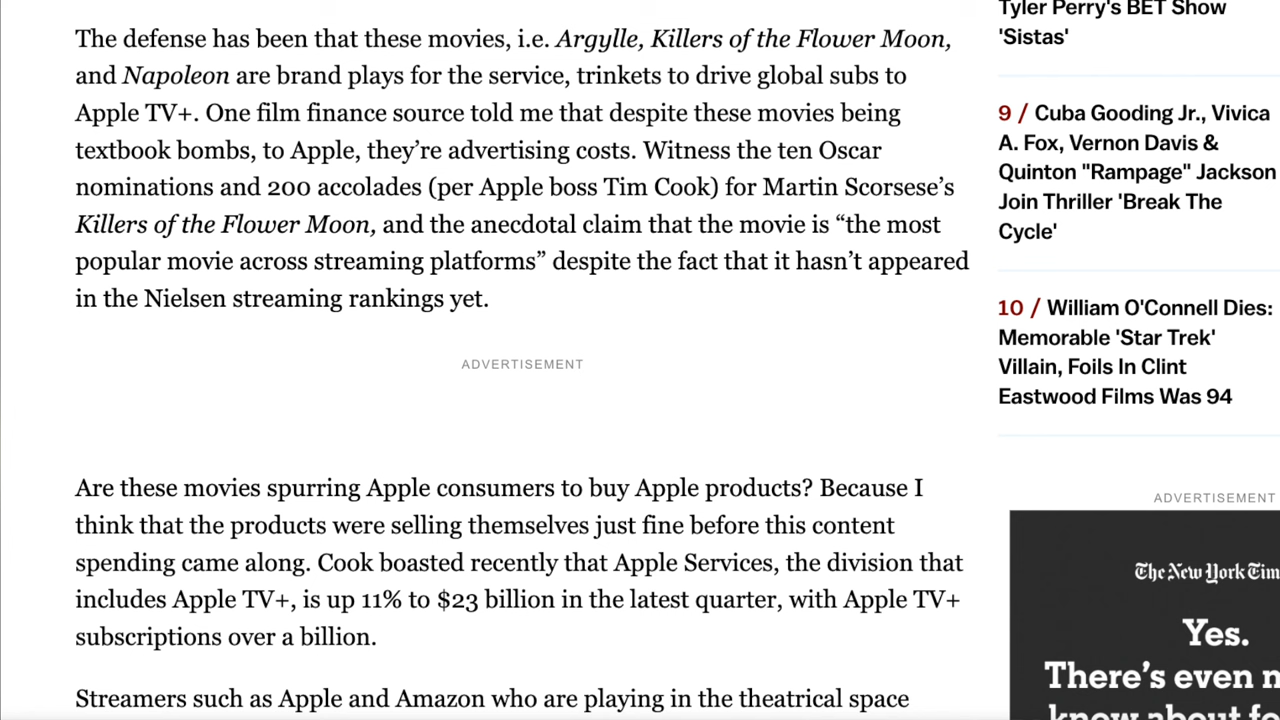 The defense has been that these movies, i.e. Argylle, Killers of the Flower Moon,
and Napoleon are brand plays for the service, trinkets to drive global subs to
Apple TV+. One film finance source told me that despite these movies being
textbook bombs, to Apple, they’re advertising costs. Witness the ten Oscar
nominations and 200 accolades (per Apple boss Tim Cook) for Martin Scorsese’s
Killers of the Flower Moon, and the anecdotal claim that the movie is “the most
popular movie across streaming platforms” despite the fact that it hasn’t appeared
in the Nielsen streaming rankings yet.
ADVERTISEMENT
Are these movies spurring Apple consumers to buy Apple products? Because I
think that the products were selling themselves just fine before this content
spending came along. Cook boasted recently that Apple Services, the division that
includes Apple TV+, is up 11% to $23 billion in the latest quarter, with Apple TV+
subscriptions over a billion.
Streamers such as Apple and Amazon who are playing in the theatrical space
Tyler Perry's BET Show
'Sistas'
9 / Cuba Gooding Jr., Vivica
A. Fox, Vernon Davis &
Quinton "Rampage" Jackson
Join Thriller 'Break The
Cycle'
10 / William O'Connell Dies:
Memorable 'Star Trek'
Villain, Foils In Clint
Eastwood Films Was 94
ADVERTISEMENT
The New York Tim
Yes.
There’s even
know about